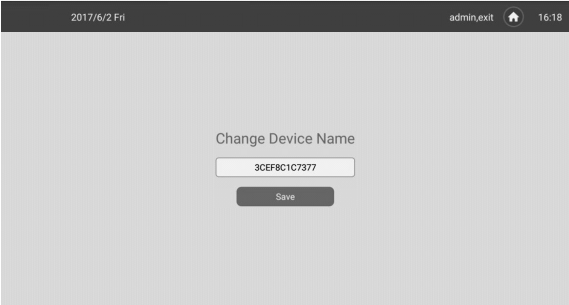 2017/6/2 Fri admin,exit 16:18
Change Device Name
3CEF8C1C7377
Save